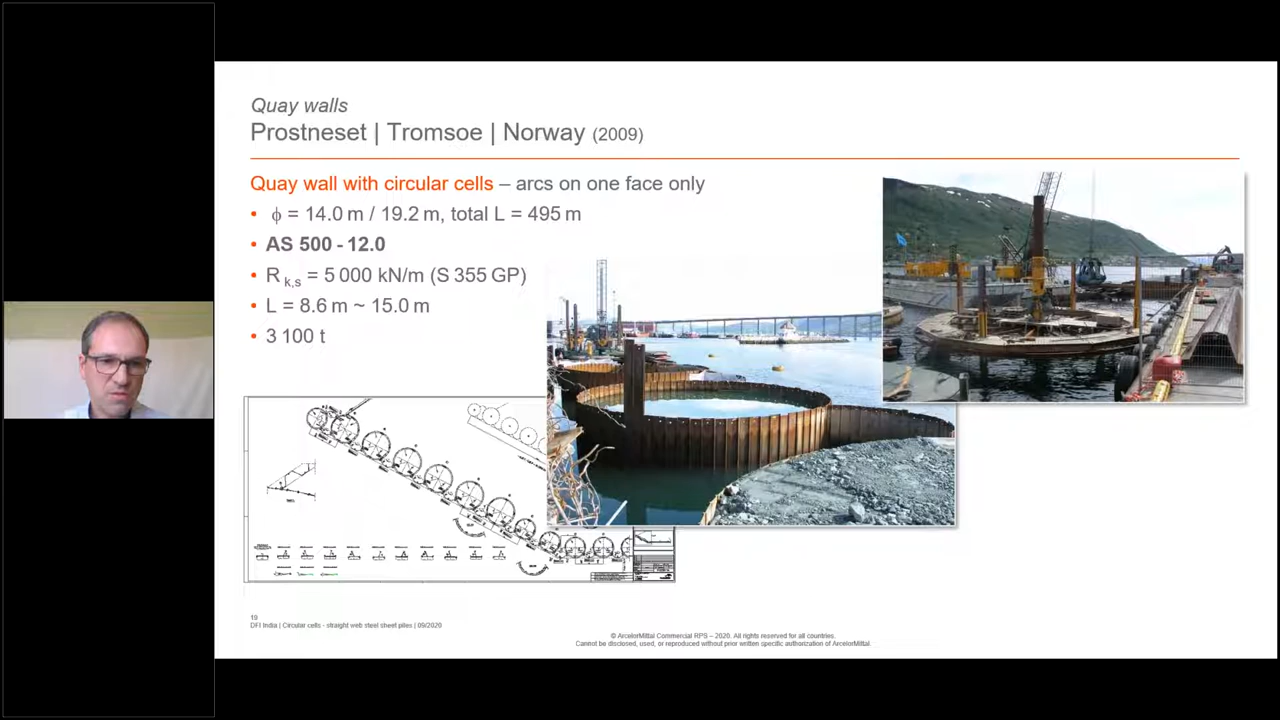 Quay walls
Prostneset | Tromsoe | Norway (2009)
Quay wall with circular cells – arcs on one face only
• ϕ = 14.0 m / 19.2 m, total L = 495 m
• AS 500 - 12.0
• R k,s = 5 000 kN/m (S 355 GP)
• L = 8.6 m ~ 15.0 m
• 3 100 t
19
DFI India | Circular cells - straight web steel sheet piles | 09/2020
© ArcelorMittal Commercial RPS – 2020. All rights reserved for all countries.
Cannot be disclosed, used, or reproduced without prior written specific authorization of ArcelorMittal.